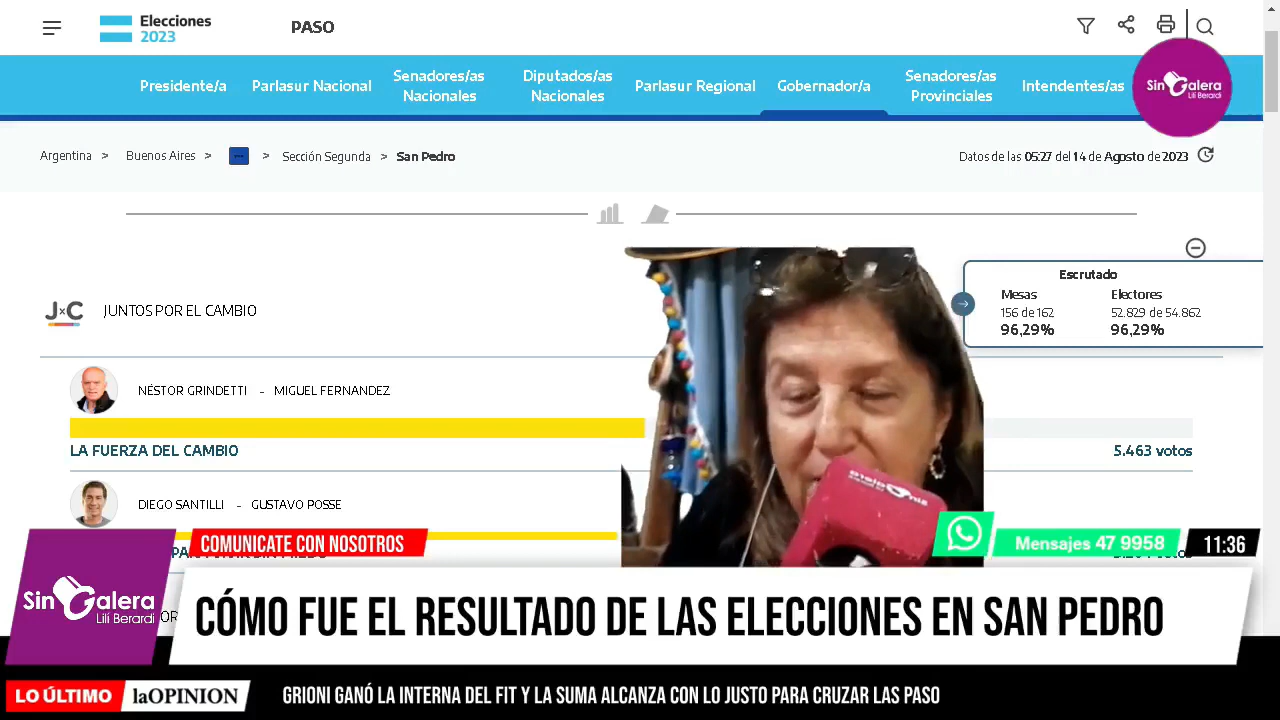 Elecciones
2023
PASO
Presidente/a
Parlasur Nacional
Senadores/as
Nacionales
Diputados/as
Nacionales
Parlasur Regional
Gobernador/a
Senadores/as
Provinciales
Intendentes/as
Sin Galera
Lilí Berardi
Argentina > Buenos Aires > > Sección Segunda > San Pedro
Datos de las 05:27 del 14 de Agosto de 2023
JxC
JUNTOS POR EL CAMBIO
Escrutado
Mesas
Electores
156 de 162
52.829 de 54.862
96,29%
96,29%
NÉSTOR GRINDETTI - MIGUEL FERNANDEZ
LA FUERZA DEL CAMBIO
5.463 votos
DIEGO SANTILLI - GUSTAVO POSSE
COMUNICATE CON NOSOTROS
Mensajes 47 9958
11:36
Sin Galera
Lilí Berardi
CÓMO FUE EL RESULTADO DE LAS ELECCIONES EN SAN PEDRO
LO ÚLTIMO
laOPINION
GRIONI GANÓ LA INTERNA DEL FIT Y LA SUMA ALCANZA CON LO JUSTO PARA CRUZAR LAS PASO